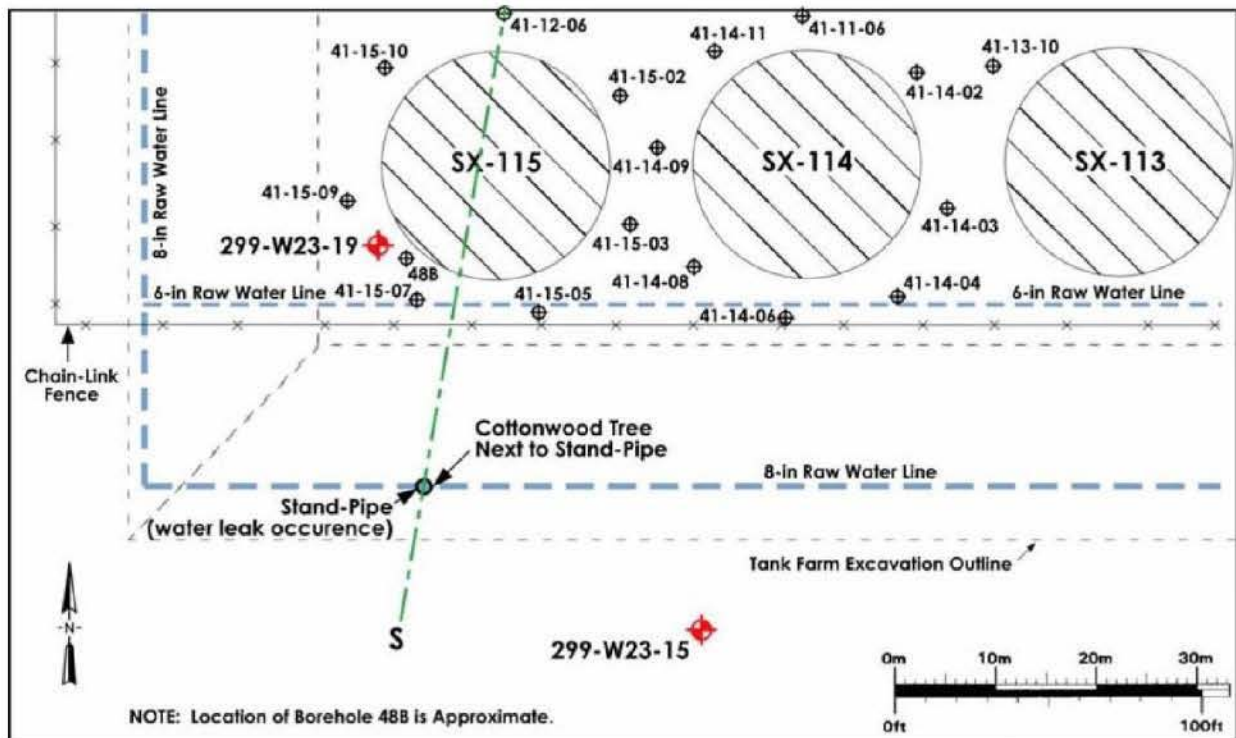 41-12-06
41-11-06
41-14-11
41-15-10
41-13-10
41-15-02
41-14-02
8-in Raw Water Line
SX-115
SX-114
SX-113
41-14-09
41-15-09
41-14-03
299-W23-19
41-15-03
48B
41-14-08
6-in Raw Water Line
41-15-07
41-15-05
41-14-04
6-in Raw Water Line
41-14-06
Chain-Link
Fence
Cottonwood Tree
Next to Stand-Pipe
8-in Raw Water Line
Stand-Pipe
(water leak occurence)
Tank Farm Excavation Outline
-N-
S
299-W23-15
0m 10m 20m 30m
0ft 100ft
NOTE: Location of Borehole 48B is Approximate.